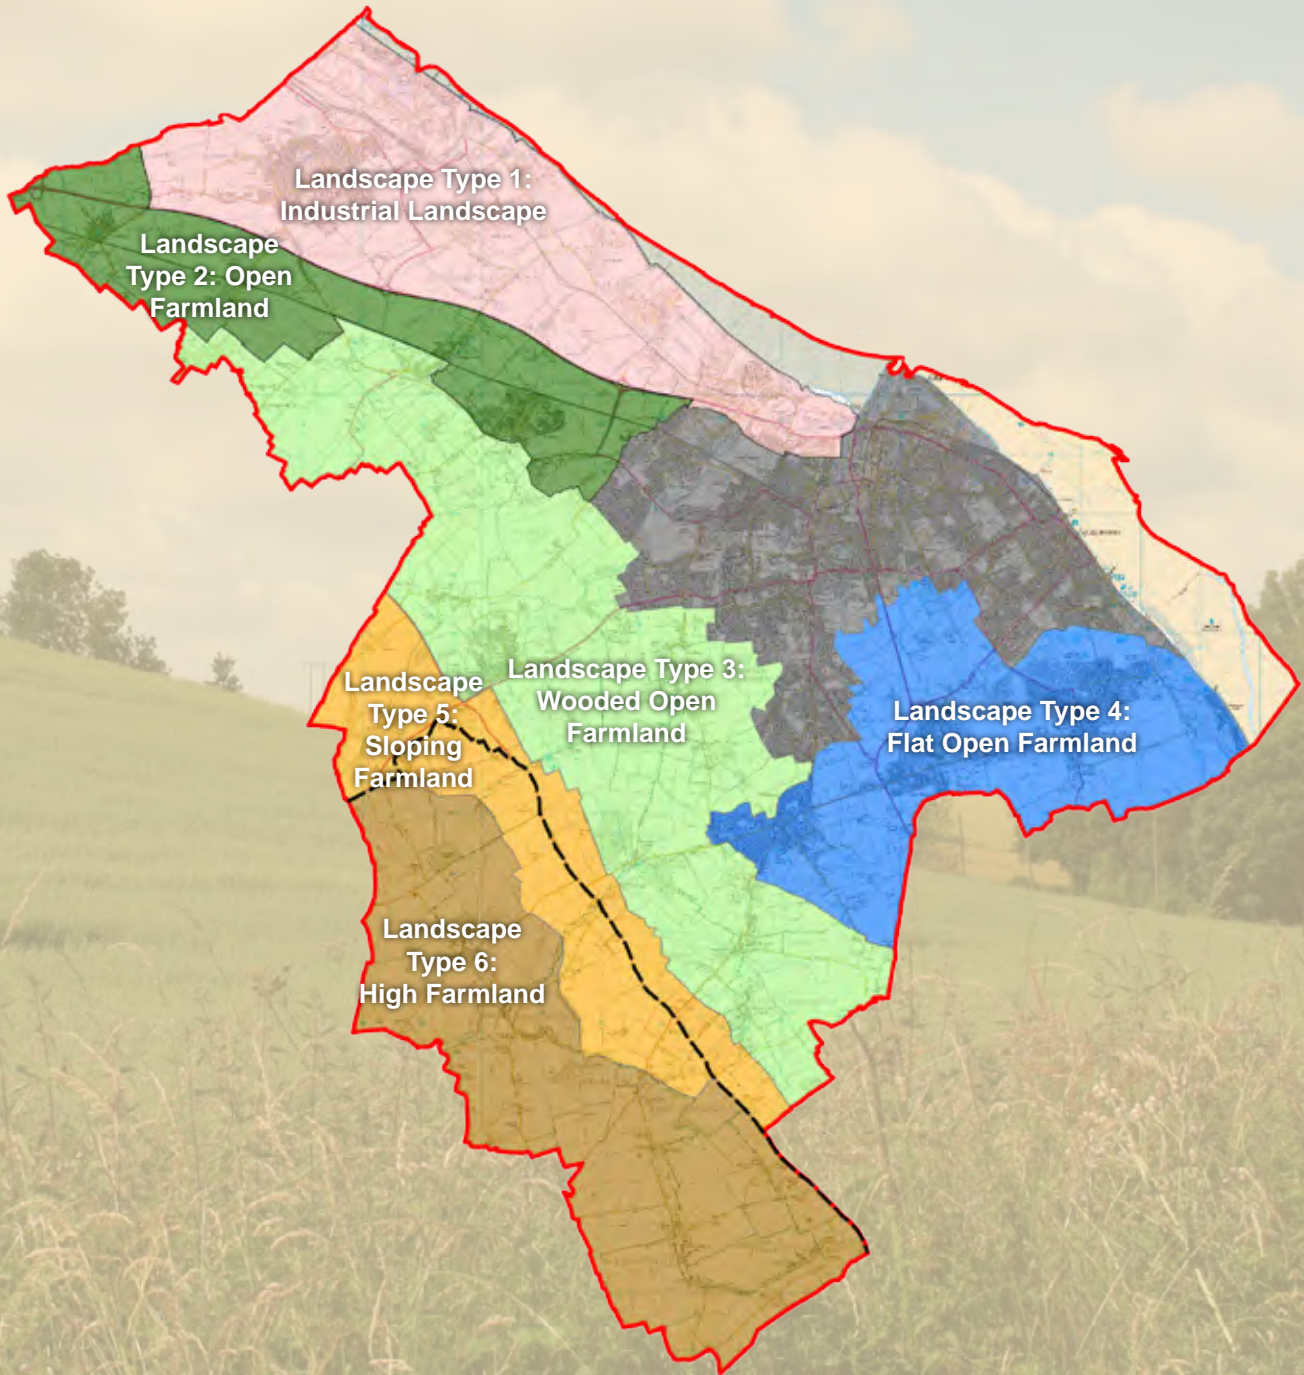 Landscape Type 1:
Industrial Landscape
Landscape
Type 2: Open
Farmland
Landscape Type 3:
Wooded Open
Farmland
Landscape
Type 5:
Sloping
Farmland
Landscape Type 4:
Flat Open Farmland
Landscape
Type 6:
High Farmland